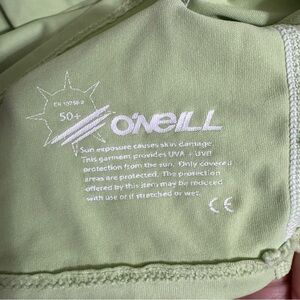 EN 13758-2
50+
O'NEILL
Sun exposure causes skin damage.
This garment provides UVA + UVB
protection from the sun. Only covered
areas are protected. The protection
offered by this item may be reduced
with use or if stretched or wet.
CE